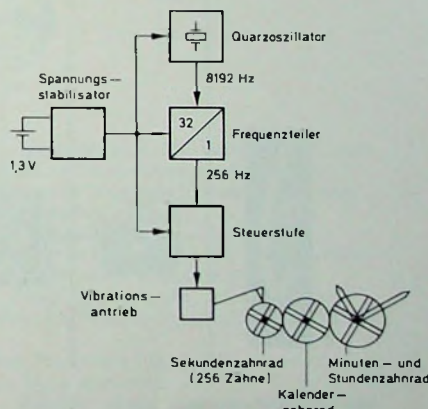 Quarzoszillator
8192 Hz
Spannungs–
stabilisator
1,3 V
32
1
Frequenzteiler
256 Hz
Steuerstufe
Vibrations–
antrieb
Sekundenzahnrad
(256 Zähne)
Minuten – und
Stundenzahnrad
Kalender –